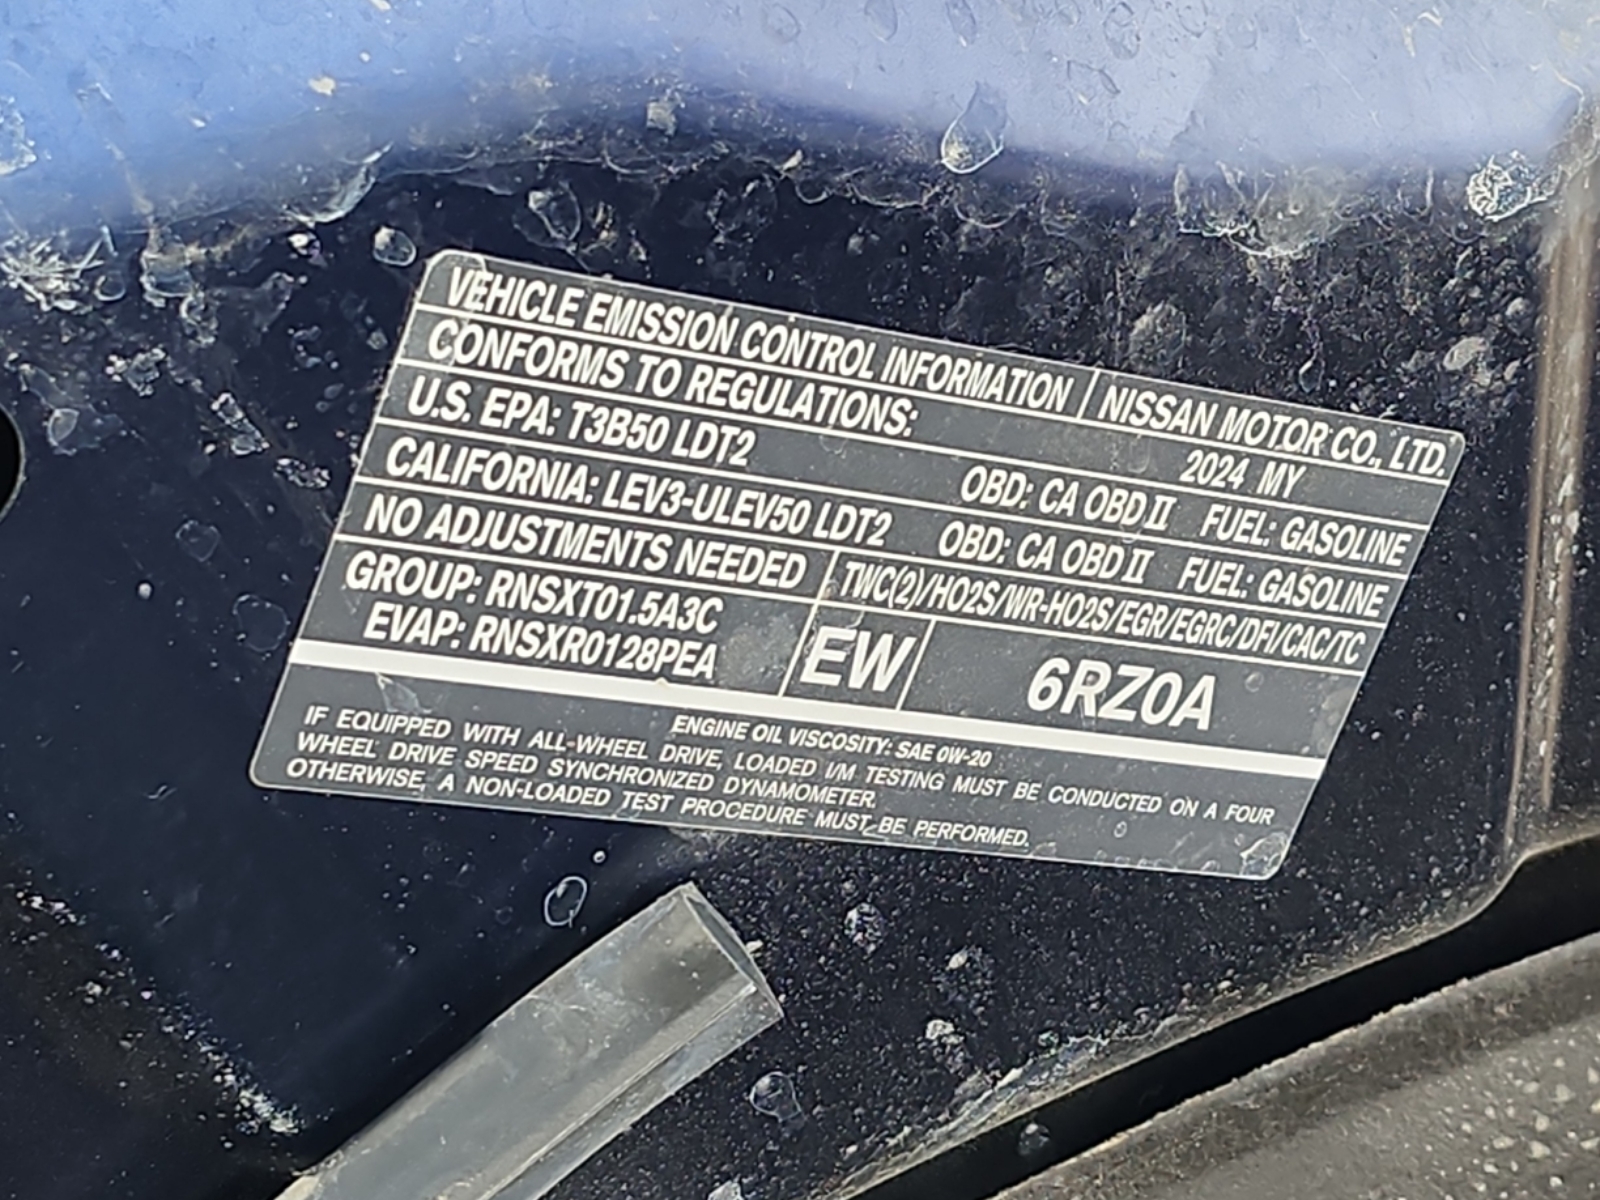 VEHICLE EMISSION CONTROL INFORMATION NISSAN MOTOR CO., LTD.
CONFORMS TO REGULATIONS: 2024 MY
U.S. EPA: T3B50 LDT2 OBD: CA OBD II FUEL: GASOLINE
CALIFORNIA: LEV3-ULEV50 LDT2 OBD: CA OBD II FUEL: GASOLINE
NO ADJUSTMENTS NEEDED TWC(2)/HO2S/WR-HO2S/EGR/EGRC/DFI/CAC/TC
GROUP: RNSXT01.5A3C
EVAP: RNSXR0128PEA
EW 6RZ0A
ENGINE OIL VISCOSITY: SAE 0W-20
IF EQUIPPED WITH ALL-WHEEL DRIVE, LOADED I/M TESTING MUST BE CONDUCTED ON A FOUR
WHEEL DRIVE SPEED SYNCHRONIZED DYNAMOMETER.
OTHERWISE, A NON-LOADED TEST PROCEDURE MUST BE PERFORMED.